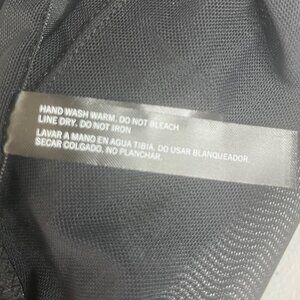 HAND WASH WARM. DO NOT BLEACH
LINE DRY. DO NOT IRON
LAVAR A MANO EN AGUA TIBIA. DO USAR BLANQUEADOR.
SECAR COLGADO. NO PLANCHAR.